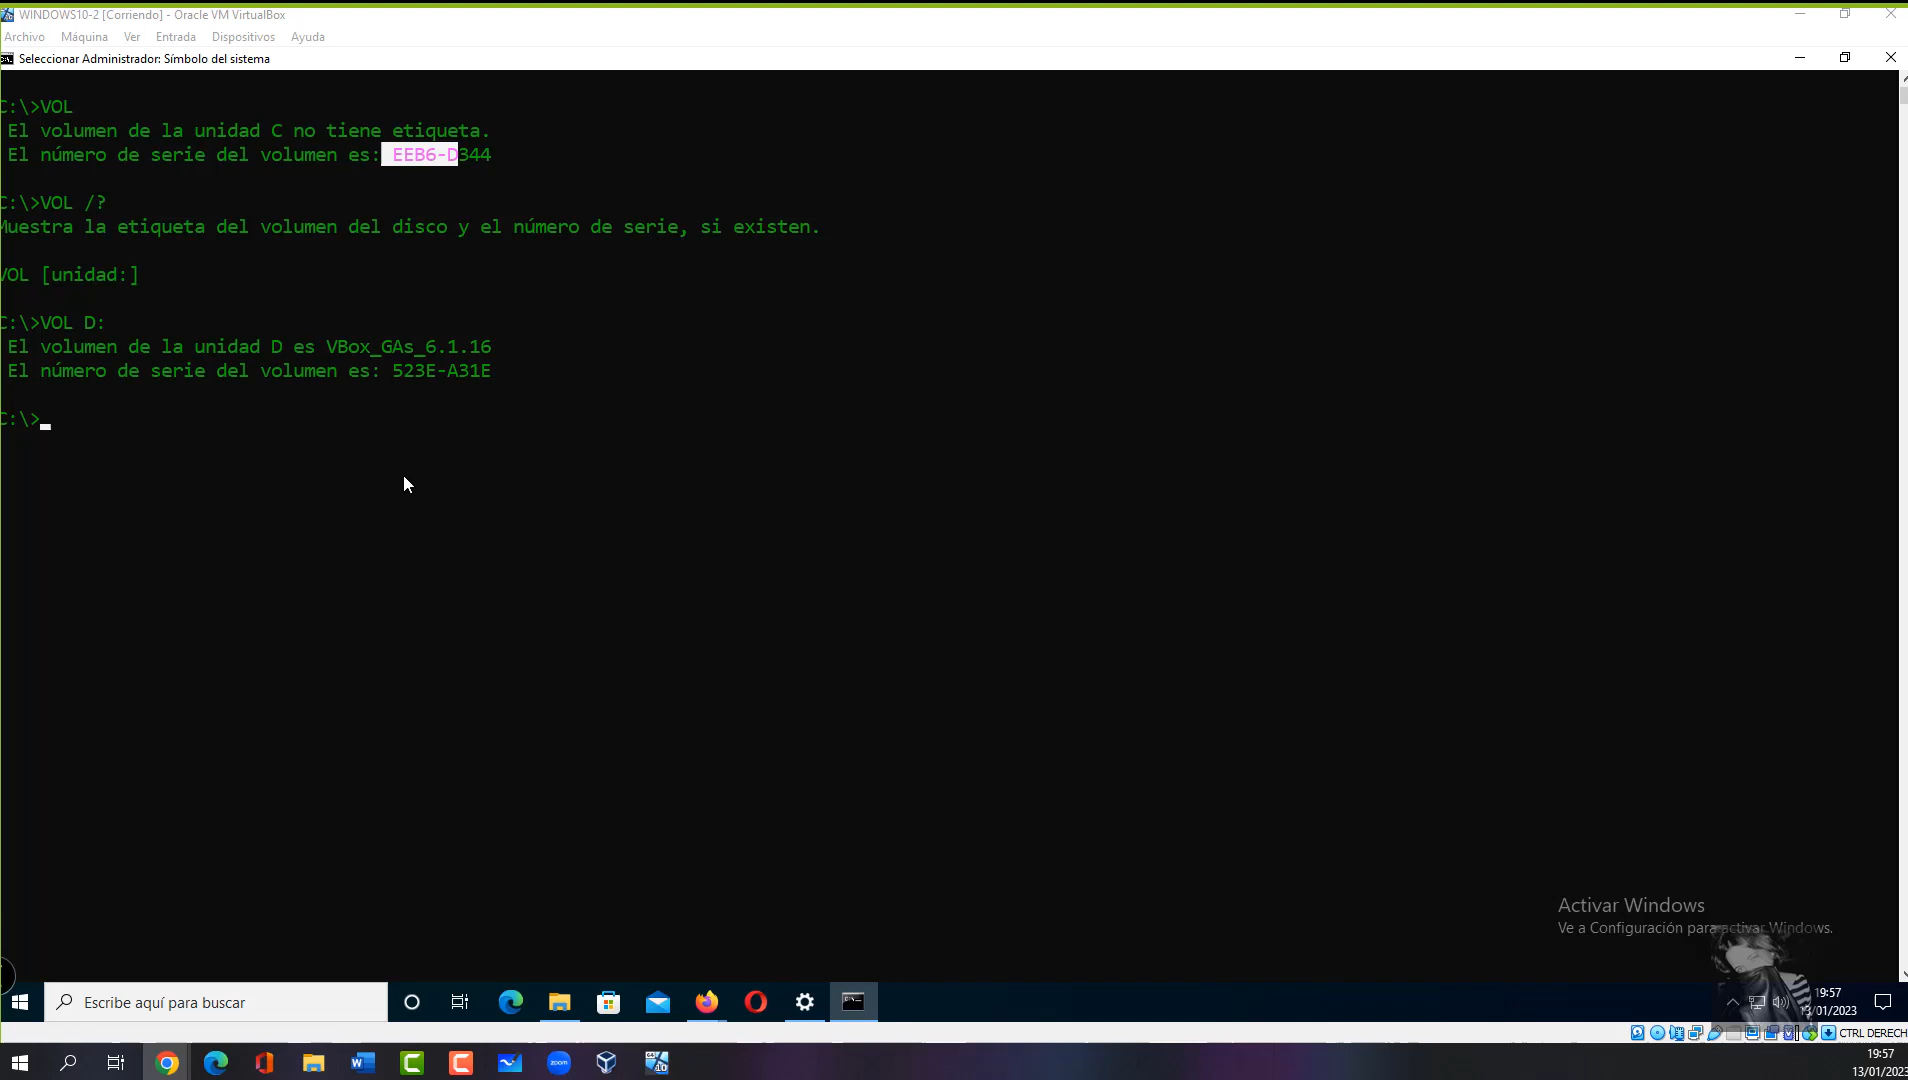 WINDOWS10-2 [Corriendo] - Oracle VM VirtualBox
Archivo Máquina Ver Entrada Dispositivos Ayuda
Seleccionar Administrador: Símbolo del sistema
C:\>VOL
El volumen de la unidad C no tiene etiqueta.
El número de serie del volumen es: EEB6-D344
C:\>VOL /?
Muestra la etiqueta del volumen del disco y el número de serie, si existen.
VOL [unidad:]
C:\>VOL D:
El volumen de la unidad D es VBox_GAs_6.1.16
El número de serie del volumen es: 523E-A31E
C:\>
Activar Windows
Ve a Configuración para activar Windows.
Escribe aquí para buscar
19:57
13/01/2023
CTRL DERECH
zoom
19:57
13/01/2023